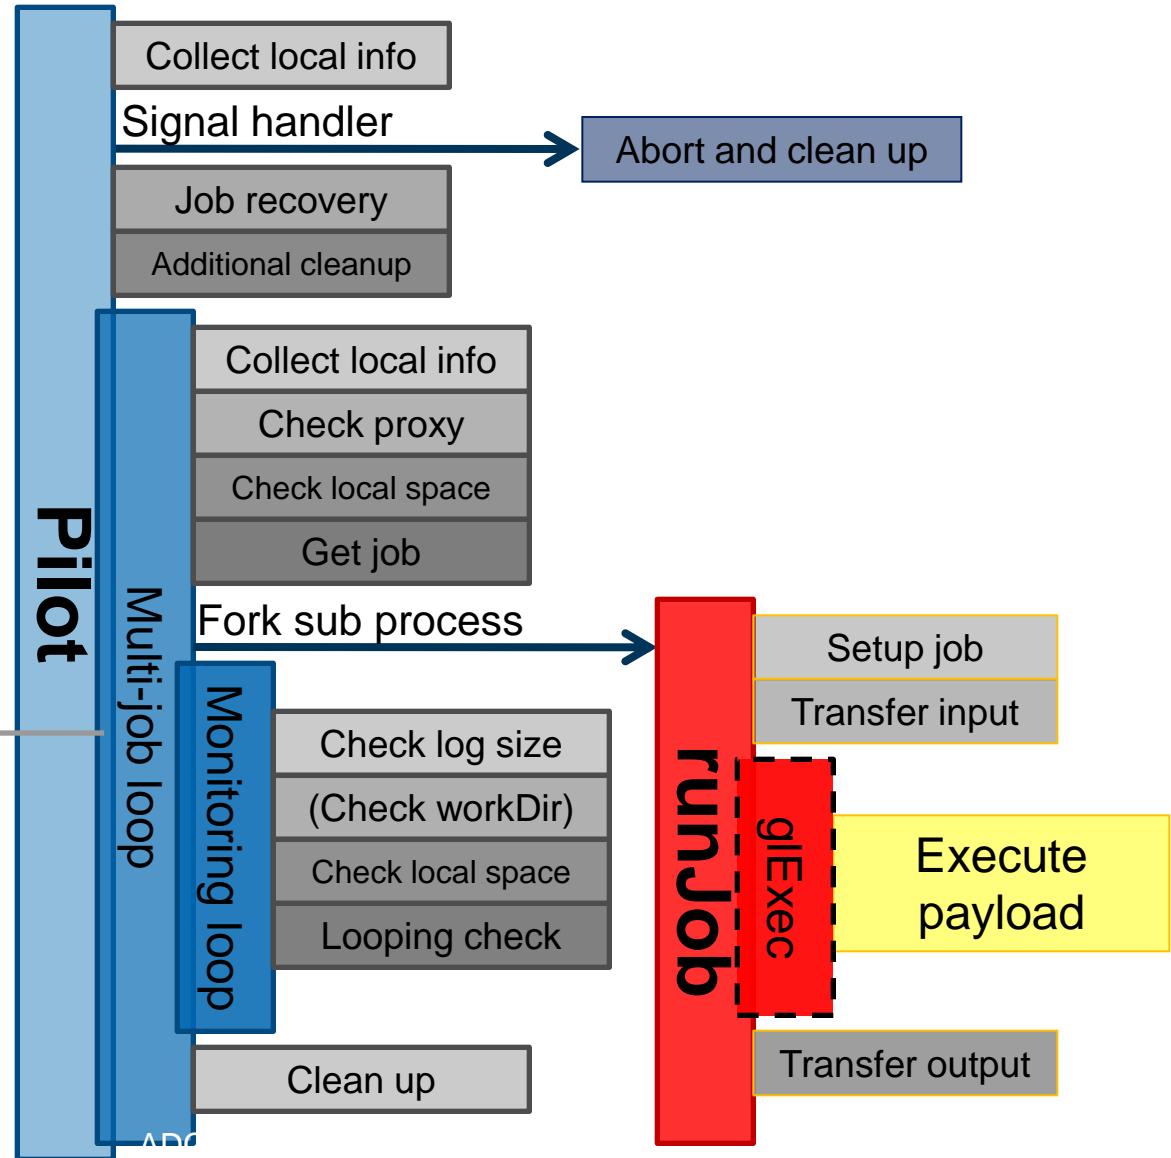 Collect local info
Signal handler
Abort and clean up
Job recovery
Additional cleanup
Pilot
Multi-job loop
Collect local info
Check proxy
Check local space
Get job
Fork sub process
Monitoring loop
Check log size
(Check workDir)
Check local space
Looping check
Clean up
runJob
Setup job
Transfer input
glExec
Execute
payload
Transfer output